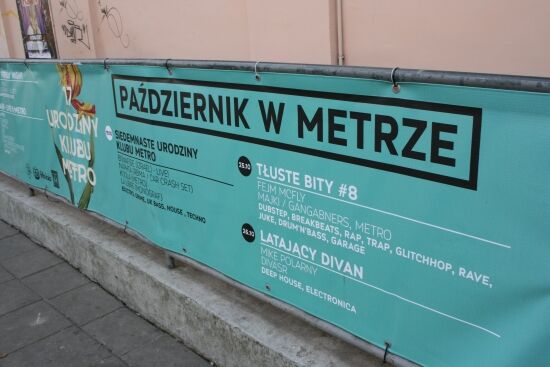 17
URODZINY
KLUBU
METRO
PAŹDZIERNIK W METRZE
SIEDEMNASTE URODZINY
KLUBU METRO
ELECTRO, GRIME, UK BASS, HOUSE, TECHNO
25.10
TŁUSTE BITY #8
FEJM MCFLY
MAJKI / GANGABNERS, METRO
DUBSTEP, BREAKBEATS, RAP, TRAP, GLITCHHOP, RAVE,
JUKE, DRUM'N'BASS, GARAGE
26.10
LATAJĄCY DIVAN
MIKE POLARNY
DIVASR
DEEP HOUSE, ELECTRONICA